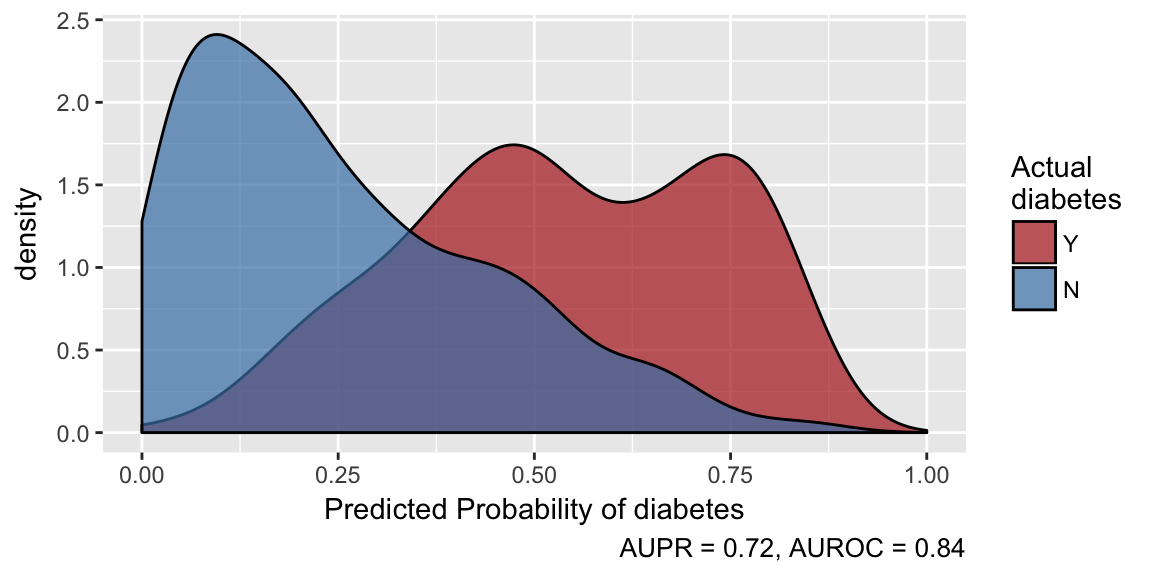 2.5
2.0
1.5
1.0
0.5
0.0
density
0.00 0.25 0.50 0.75 1.00
Predicted Probability of diabetes
AUPR = 0.72, AUROC = 0.84
Actual
diabetes
Y
N